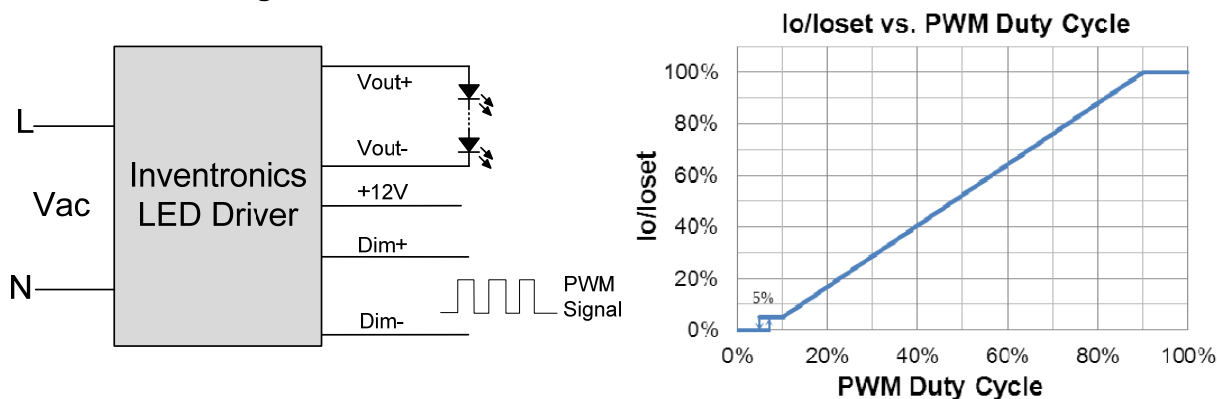 L
Vac
N
Inventronics
LED Driver
Vout+
Vout-
+12V
Dim+
Dim-
PWM
Signal
Io/Ioset vs. PWM Duty Cycle
Io/Ioset
100%
80%
60%
40%
20%
0%
5%
0% 20% 40% 60% 80% 100%
PWM Duty Cycle